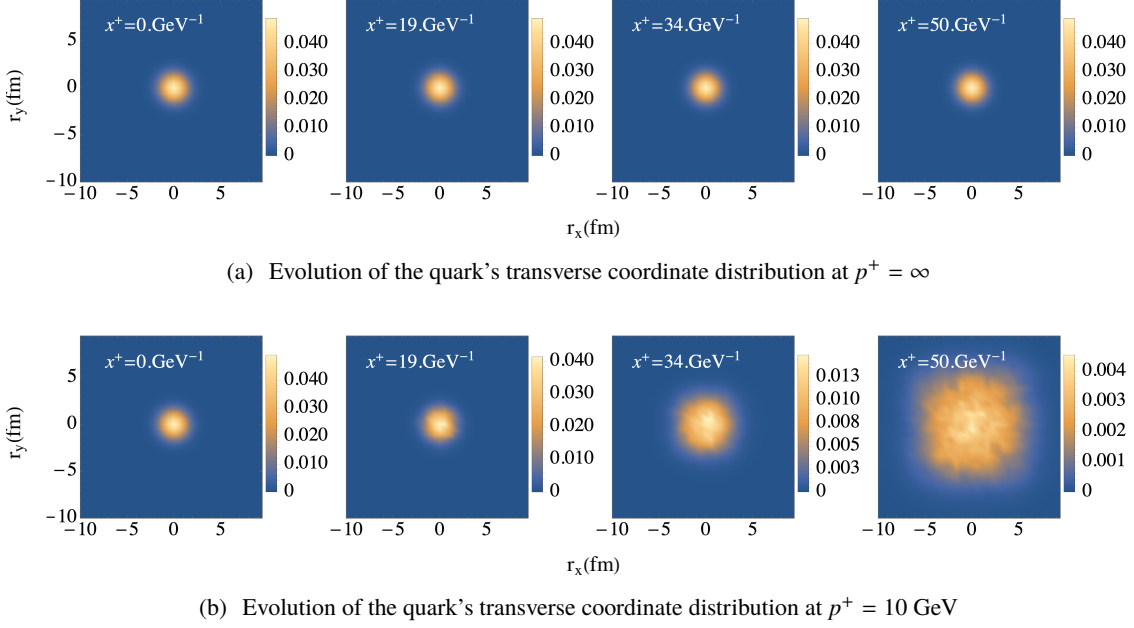 x⁺=0.GeV⁻¹ x⁺=19.GeV⁻¹ x⁺=34.GeV⁻¹ x⁺=50.GeV⁻¹
5 0.040 0.040 0.040 0.040
0.030 0.030 0.030 0.030
r_y(fm) 0 0.020 0.020 0.020 0.020
−5 0.010 0.010 0.010 0.010
0 0 0 0
−10
−10 −5 0 5 −10 −5 0 5 −10 −5 0 5 −10 −5 0 5
r_x(fm)
(a) Evolution of the quark's transverse coordinate distribution at p⁺ = ∞
x⁺=0.GeV⁻¹ x⁺=19.GeV⁻¹ x⁺=34.GeV⁻¹ x⁺=50.GeV⁻¹
5 0.040 0.040 0.013 0.004
0.030 0.030 0.010 0.003
r_y(fm) 0 0.020 0.020 0.008 0.002
0.005
−5 0.010 0.010 0.003 0.001
0 0 0 0
−10
−10 −5 0 5 −10 −5 0 5 −10 −5 0 5 −10 −5 0 5
r_x(fm)
(b) Evolution of the quark's transverse coordinate distribution at p⁺ = 10 GeV